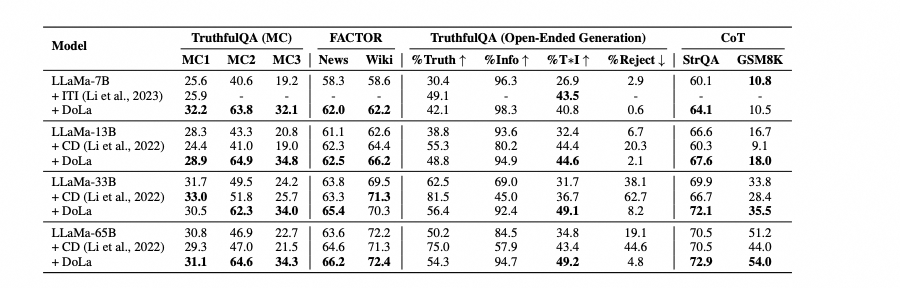 Model TruthfulQA (MC) FACTOR TruthfulQA (Open-Ended Generation) CoT
MC1 MC2 MC3 News Wiki %Truth ↑ %Info ↑ %T*I ↑ %Reject ↓ StrQA GSM8K
LLaMa-7B 25.6 40.6 19.2 58.3 58.6 30.4 96.3 26.9 2.9 60.1 10.8
+ ITI (Li et al., 2023) 25.9 - - - - 49.1 - 43.5 - - -
+ DoLa 32.2 63.8 32.1 62.0 62.2 42.1 98.3 40.8 0.6 64.1 10.5
LLaMa-13B 28.3 43.3 20.8 61.1 62.6 38.8 93.6 32.4 6.7 66.6 16.7
+ CD (Li et al., 2022) 24.4 41.0 19.0 62.3 64.4 55.3 80.2 44.4 20.3 60.3 9.1
+ DoLa 28.9 64.9 34.8 62.5 66.2 48.8 94.9 44.6 2.1 67.6 18.0
LLaMa-33B 31.7 49.5 24.2 63.8 69.5 62.5 69.0 31.7 38.1 69.9 33.8
+ CD (Li et al., 2022) 33.0 51.8 25.7 63.3 71.3 81.5 45.0 36.7 62.7 66.7 28.4
+ DoLa 30.5 62.3 34.0 65.4 70.3 56.4 92.4 49.1 8.2 72.1 35.5
LLaMa-65B 30.8 46.9 22.7 63.6 72.2 50.2 84.5 34.8 19.1 70.5 51.2
+ CD (Li et al., 2022) 29.3 47.0 21.5 64.6 71.3 75.0 57.9 43.4 44.6 70.5 44.0
+ DoLa 31.1 64.6 34.3 66.2 72.4 54.3 94.7 49.2 4.8 72.9 54.0